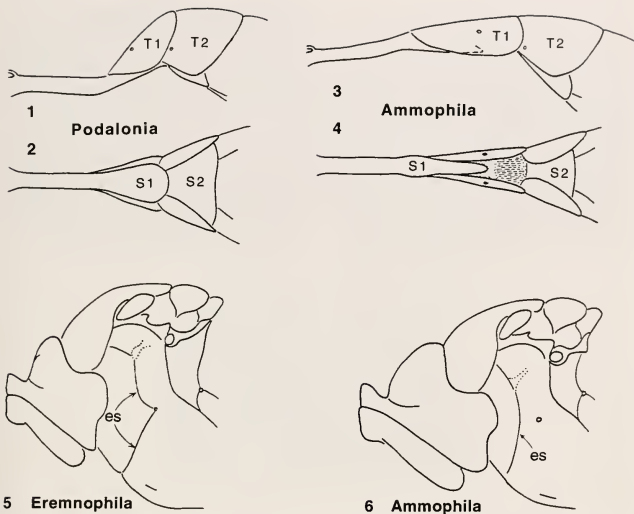 T1 T2
1
Podalonia
2
S1 S2
T1 T2
3
Ammophila
4
S1 S2
es
5 Eremnophila
es
6 Ammophila